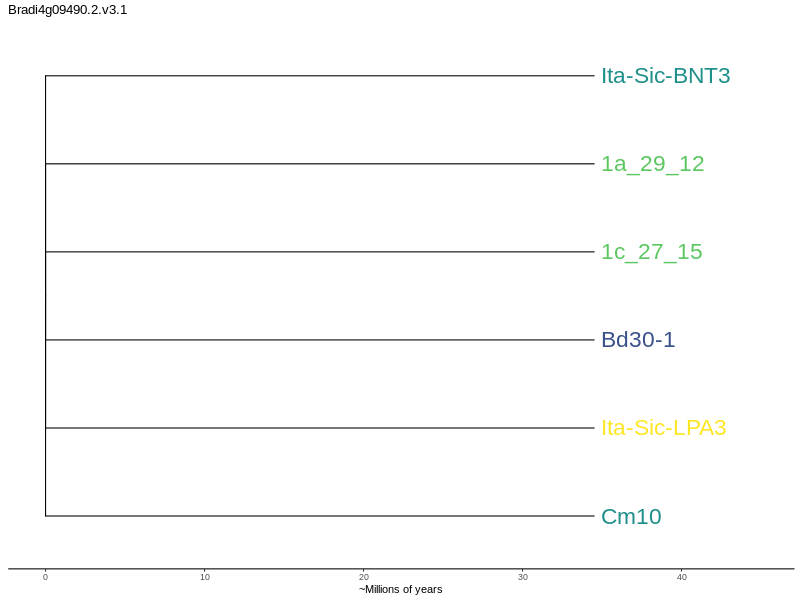 Bradi4g09490.2.v3.1
Ita-Sic-BNT3
1a_29_12
1c_27_15
Bd30-1
Ita-Sic-LPA3
Cm10
0 10 20 30 40
~Millions of years